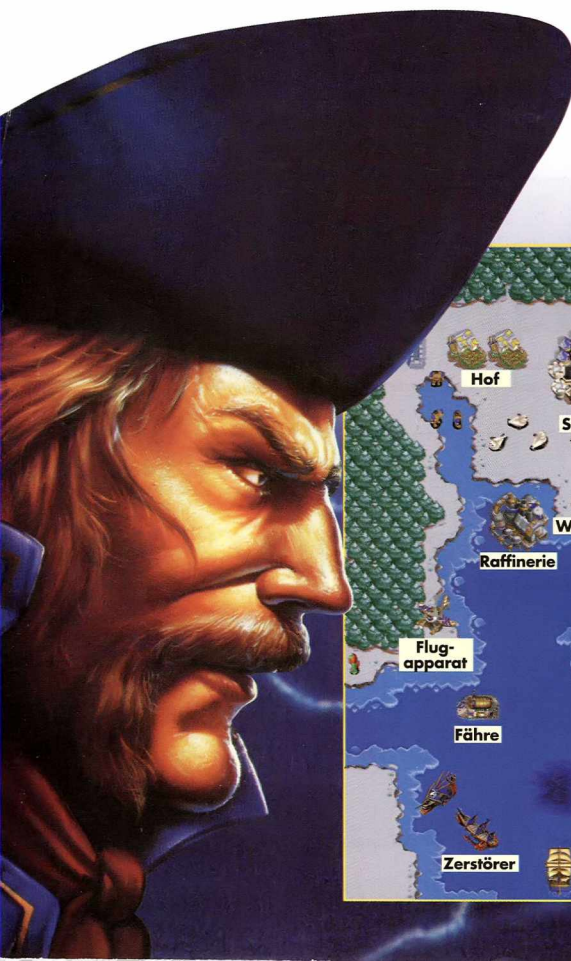 Hof
S
W
Raffinerie
Flug-
apparat
Fähre
Zerstörer